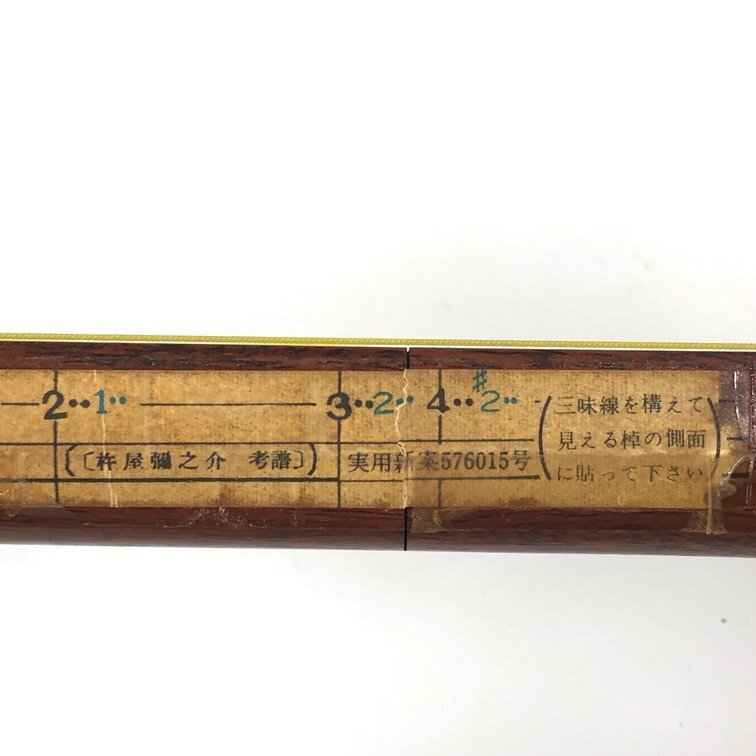 2‥1‥ 3‥2‥ 4‥♯2‥
(〔杵屋彌之介 考譜〕) 実用新案576015号
(三味線を構えて
見える棹の側面
に貼って下さい)